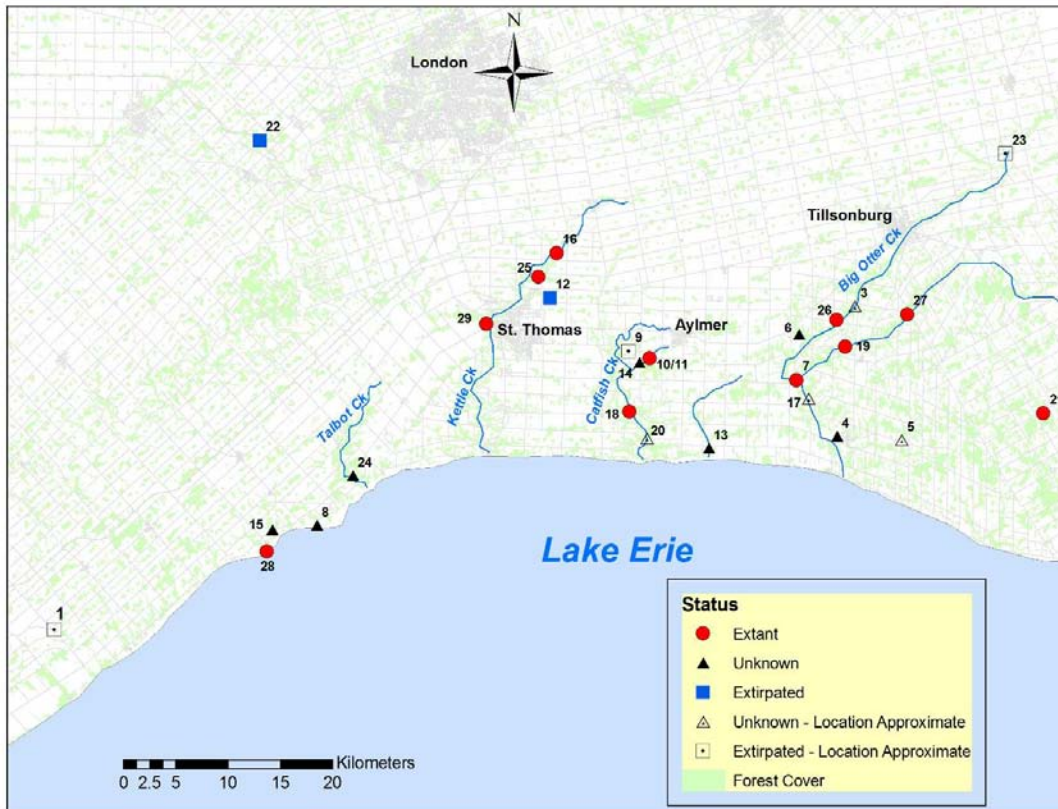 N
London
22
23
Tillsonburg
Big Otter Ck
16
25
12
3
27
26
29
St. Thomas
6
9
Aylmer
19
10/11
14
7
Catfish Ck
Kettle Ck
17
Talbot Ck
18
20
13
4
5
24
15
8
28
Lake Erie
1
Status
Extant
Unknown
Extirpated
Unknown - Location Approximate
Extirpated - Location Approximate
Forest Cover
Kilometers
0 2.5 5 10 15 20